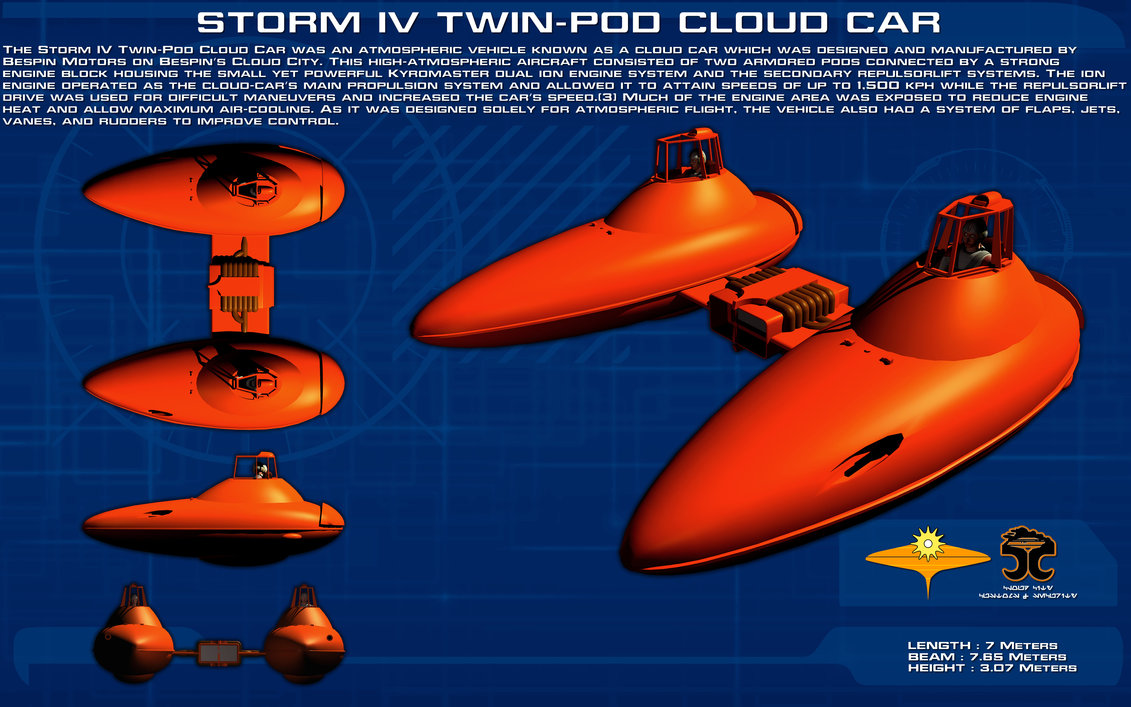 STORM IV TWIN-POD CLOUD CAR
The Storm IV Twin-Pod Cloud Car was an atmospheric vehicle known as a cloud car which was designed and manufactured by
Bespin Motors on Bespin's Cloud City. This high-atmospheric aircraft consisted of two armored pods connected by a strong
engine block housing the small yet powerful Kyromaster dual ion engine system and the secondary repulsorlift systems. The ion
engine operated as the cloud-car's main propulsion system and allowed it to attain speeds of up to 1,500 kph while the repulsorlift
drive was used for difficult maneuvers and increased the car's speed.[3] Much of the engine area was exposed to reduce engine
heat and allow maximum air-cooling. As it was designed solely for atmospheric flight, the vehicle also had a system of flaps, jets,
vanes, and rudders to improve control.
LENGTH : 7 Meters
BEAM : 7.65 Meters
HEIGHT : 3.07 Meters